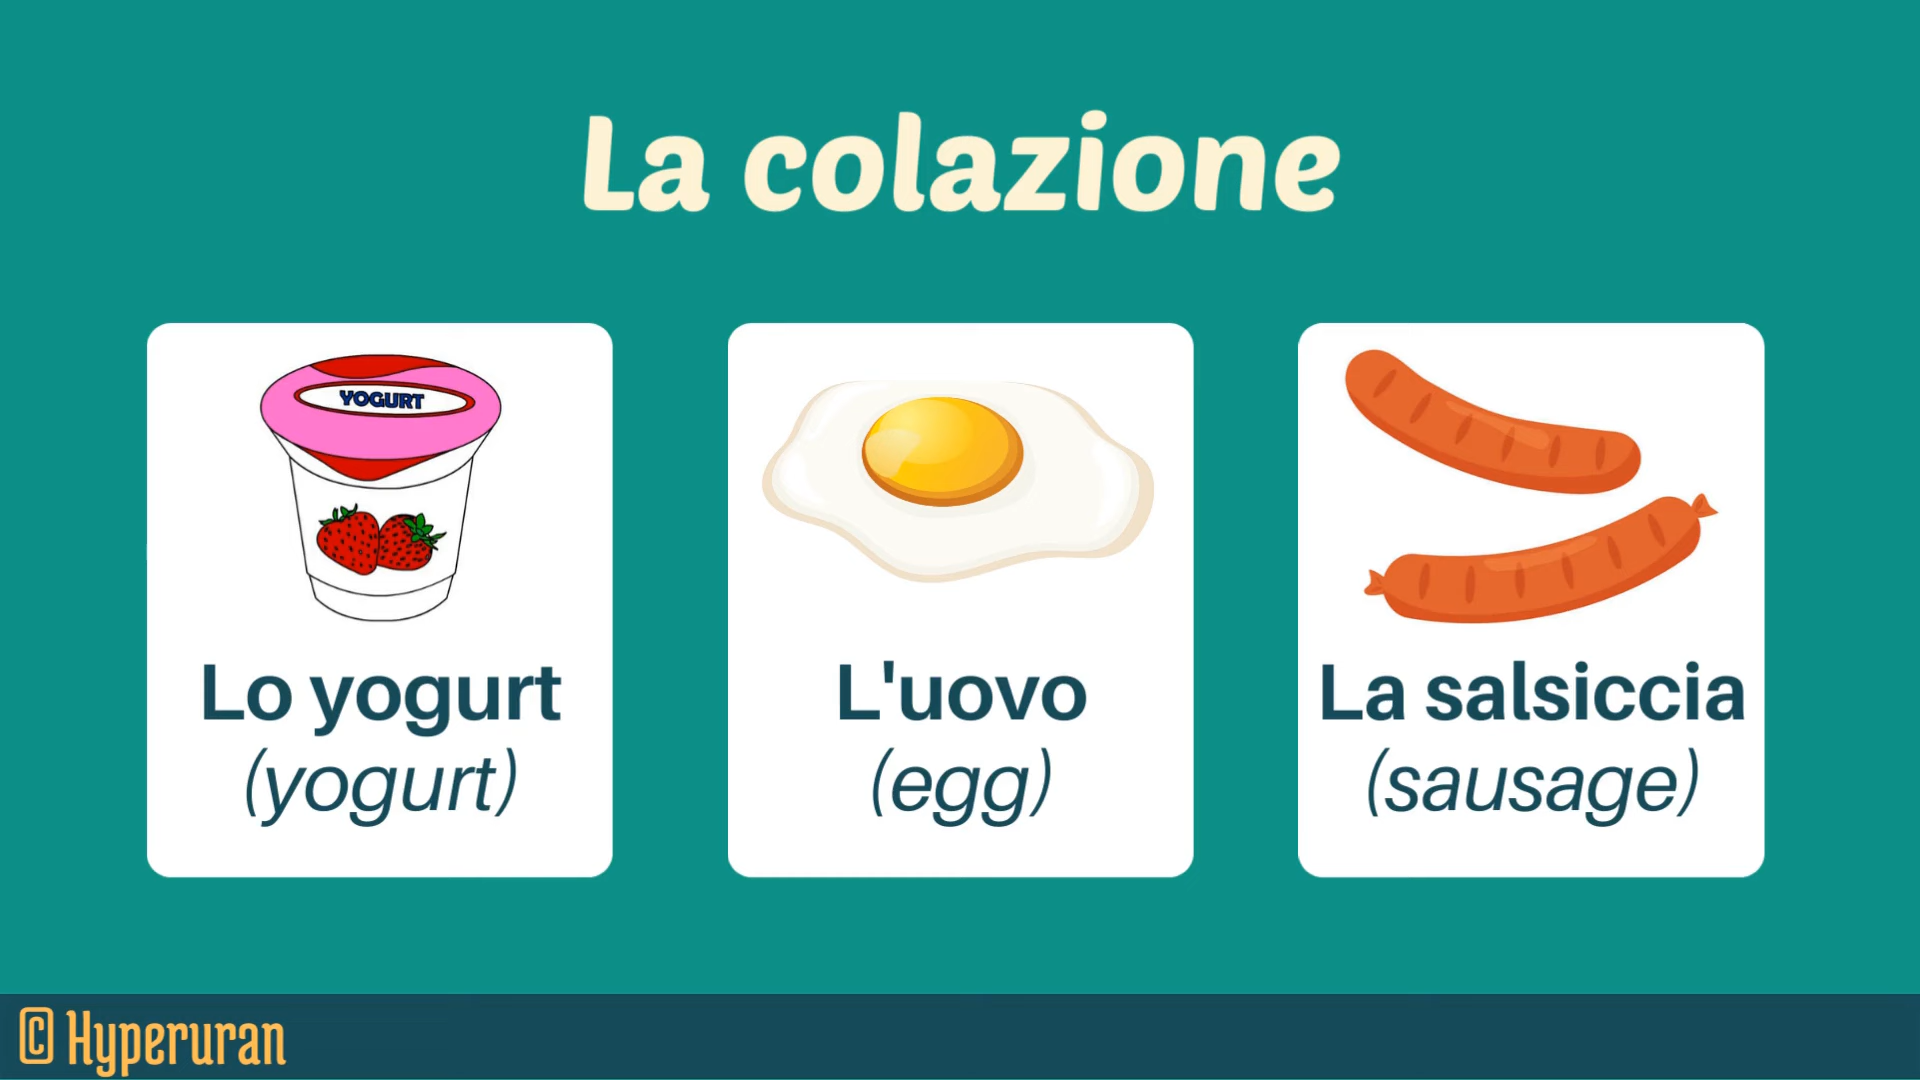 La colazione
YOGURT
Lo yogurt
(yogurt)
L'uovo
(egg)
La salsiccia
(sausage)
© Hyperuran